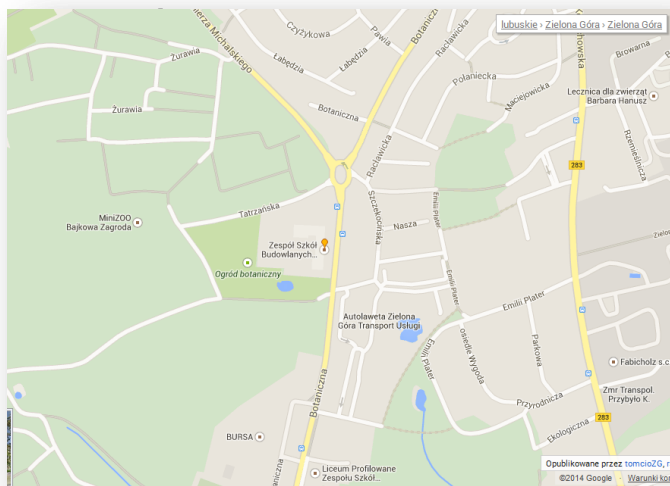 lubuskie › Zielona Góra › Zielona Góra
Czyżykowa
Pawia
Botaniczna
Racławicka
Łabędzia
Łabędzia
Żurawia
Połaniecka
Browarna
Lecznica dla zwierząt
Barbara Hanusz
Maciejowicka
Żurawia
Botaniczna
Rzemieślnicza
Racławicka
283
Tatrzańska
Szczekocińska
Emilii Plater
MiniZOO
Bajkowa Zagroda
Nasza
Zespół Szkół
Budowlanych...
Ogród botaniczny
Emilii Plater
Emilii Plater
Autolaweta Zielona
Góra Transport Usługi
Emilii Plater
osiedle Wygoda
Parkowa
Fabicholz s.c
Zmr Transpol.
Przybyło K.
Botaniczna
Przyrodnicza
283
Ekologiczna
BURSA
Liceum Profilowane
Zespołu Szkół...
Opublikowane przez tomcioZG,
©2014 Google